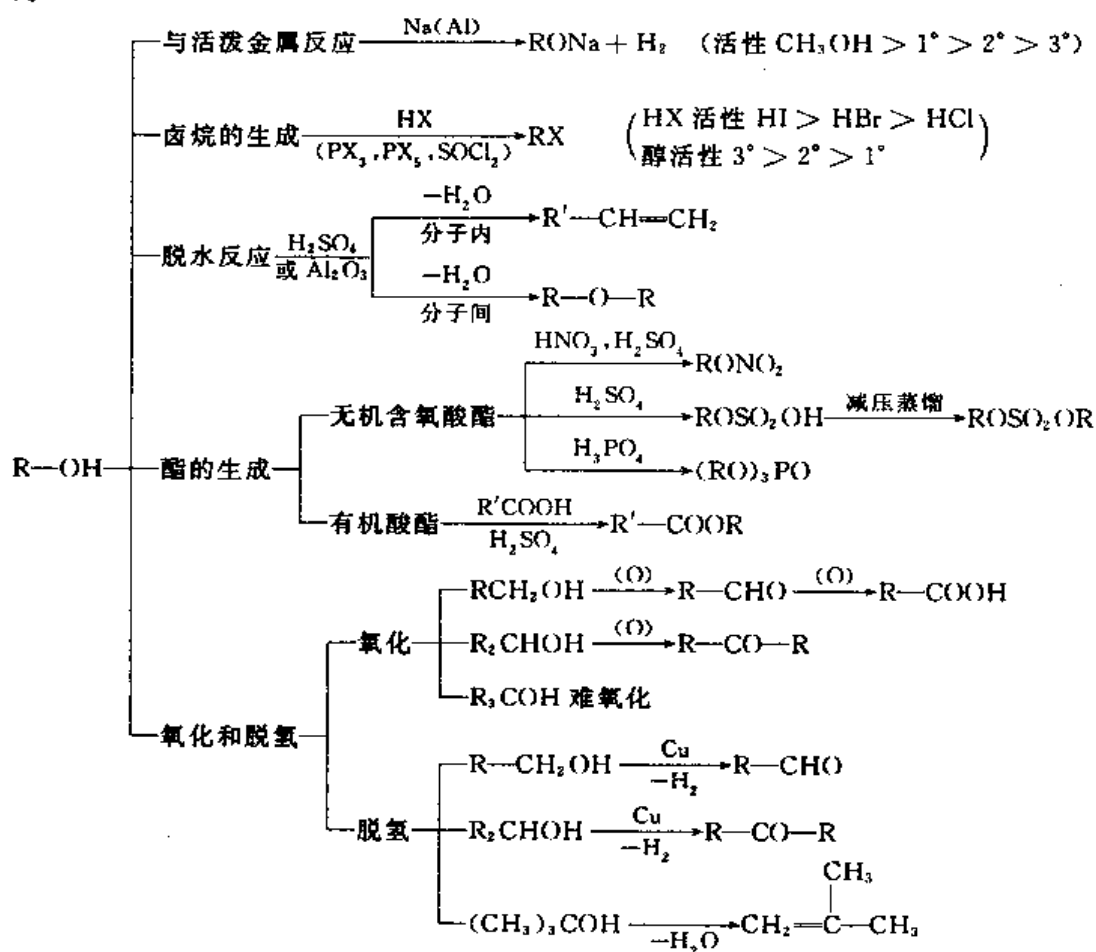 与活泼金属反应 Na(Al) RONa + H₂ (活性 CH₃OH > 1° > 2° > 3°)
卤烷的生成 HX (PX₃,PX₅,SOCl₂) RX (HX 活性 HI > HBr > HCl
醇活性 3° > 2° > 1°)
脱水反应 H₂SO₄ 或 Al₂O₃
−H₂O 分子内 R′—CH=CH₂
−H₂O 分子间 R—O—R
R—OH
酯的生成
无机含氧酸酯
HNO₃,H₂SO₄ RONO₂
H₂SO₄ ROSO₂OH 减压蒸馏 ROSO₂OR
H₃PO₄ (RO)₃PO
有机酸酯 R′COOH H₂SO₄ R′—COOR
氧化和脱氢
氧化
RCH₂OH (O) R—CHO (O) R—COOH
R₂CHOH (O) R—CO—R
R₃COH 难氧化
脱氢
R—CH₂OH Cu −H₂ R—CHO
R₂CHOH Cu −H₂ R—CO—R
CH₃
(CH₃)₃COH −H₂O CH₂=C—CH₃